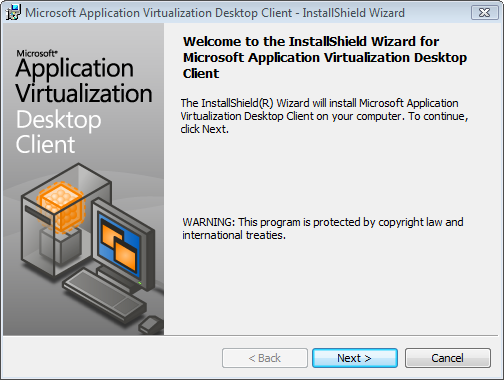 Microsoft Application Virtualization Desktop Client - InstallShield Wizard
Microsoft®
Application
Virtualization
Desktop
Client
Welcome to the InstallShield Wizard for
Microsoft Application Virtualization Desktop
Client
The InstallShield(R) Wizard will install Microsoft Application
Virtualization Desktop Client on your computer. To continue,
click Next.
WARNING: This program is protected by copyright law and
international treaties.
< Back
Next >
Cancel